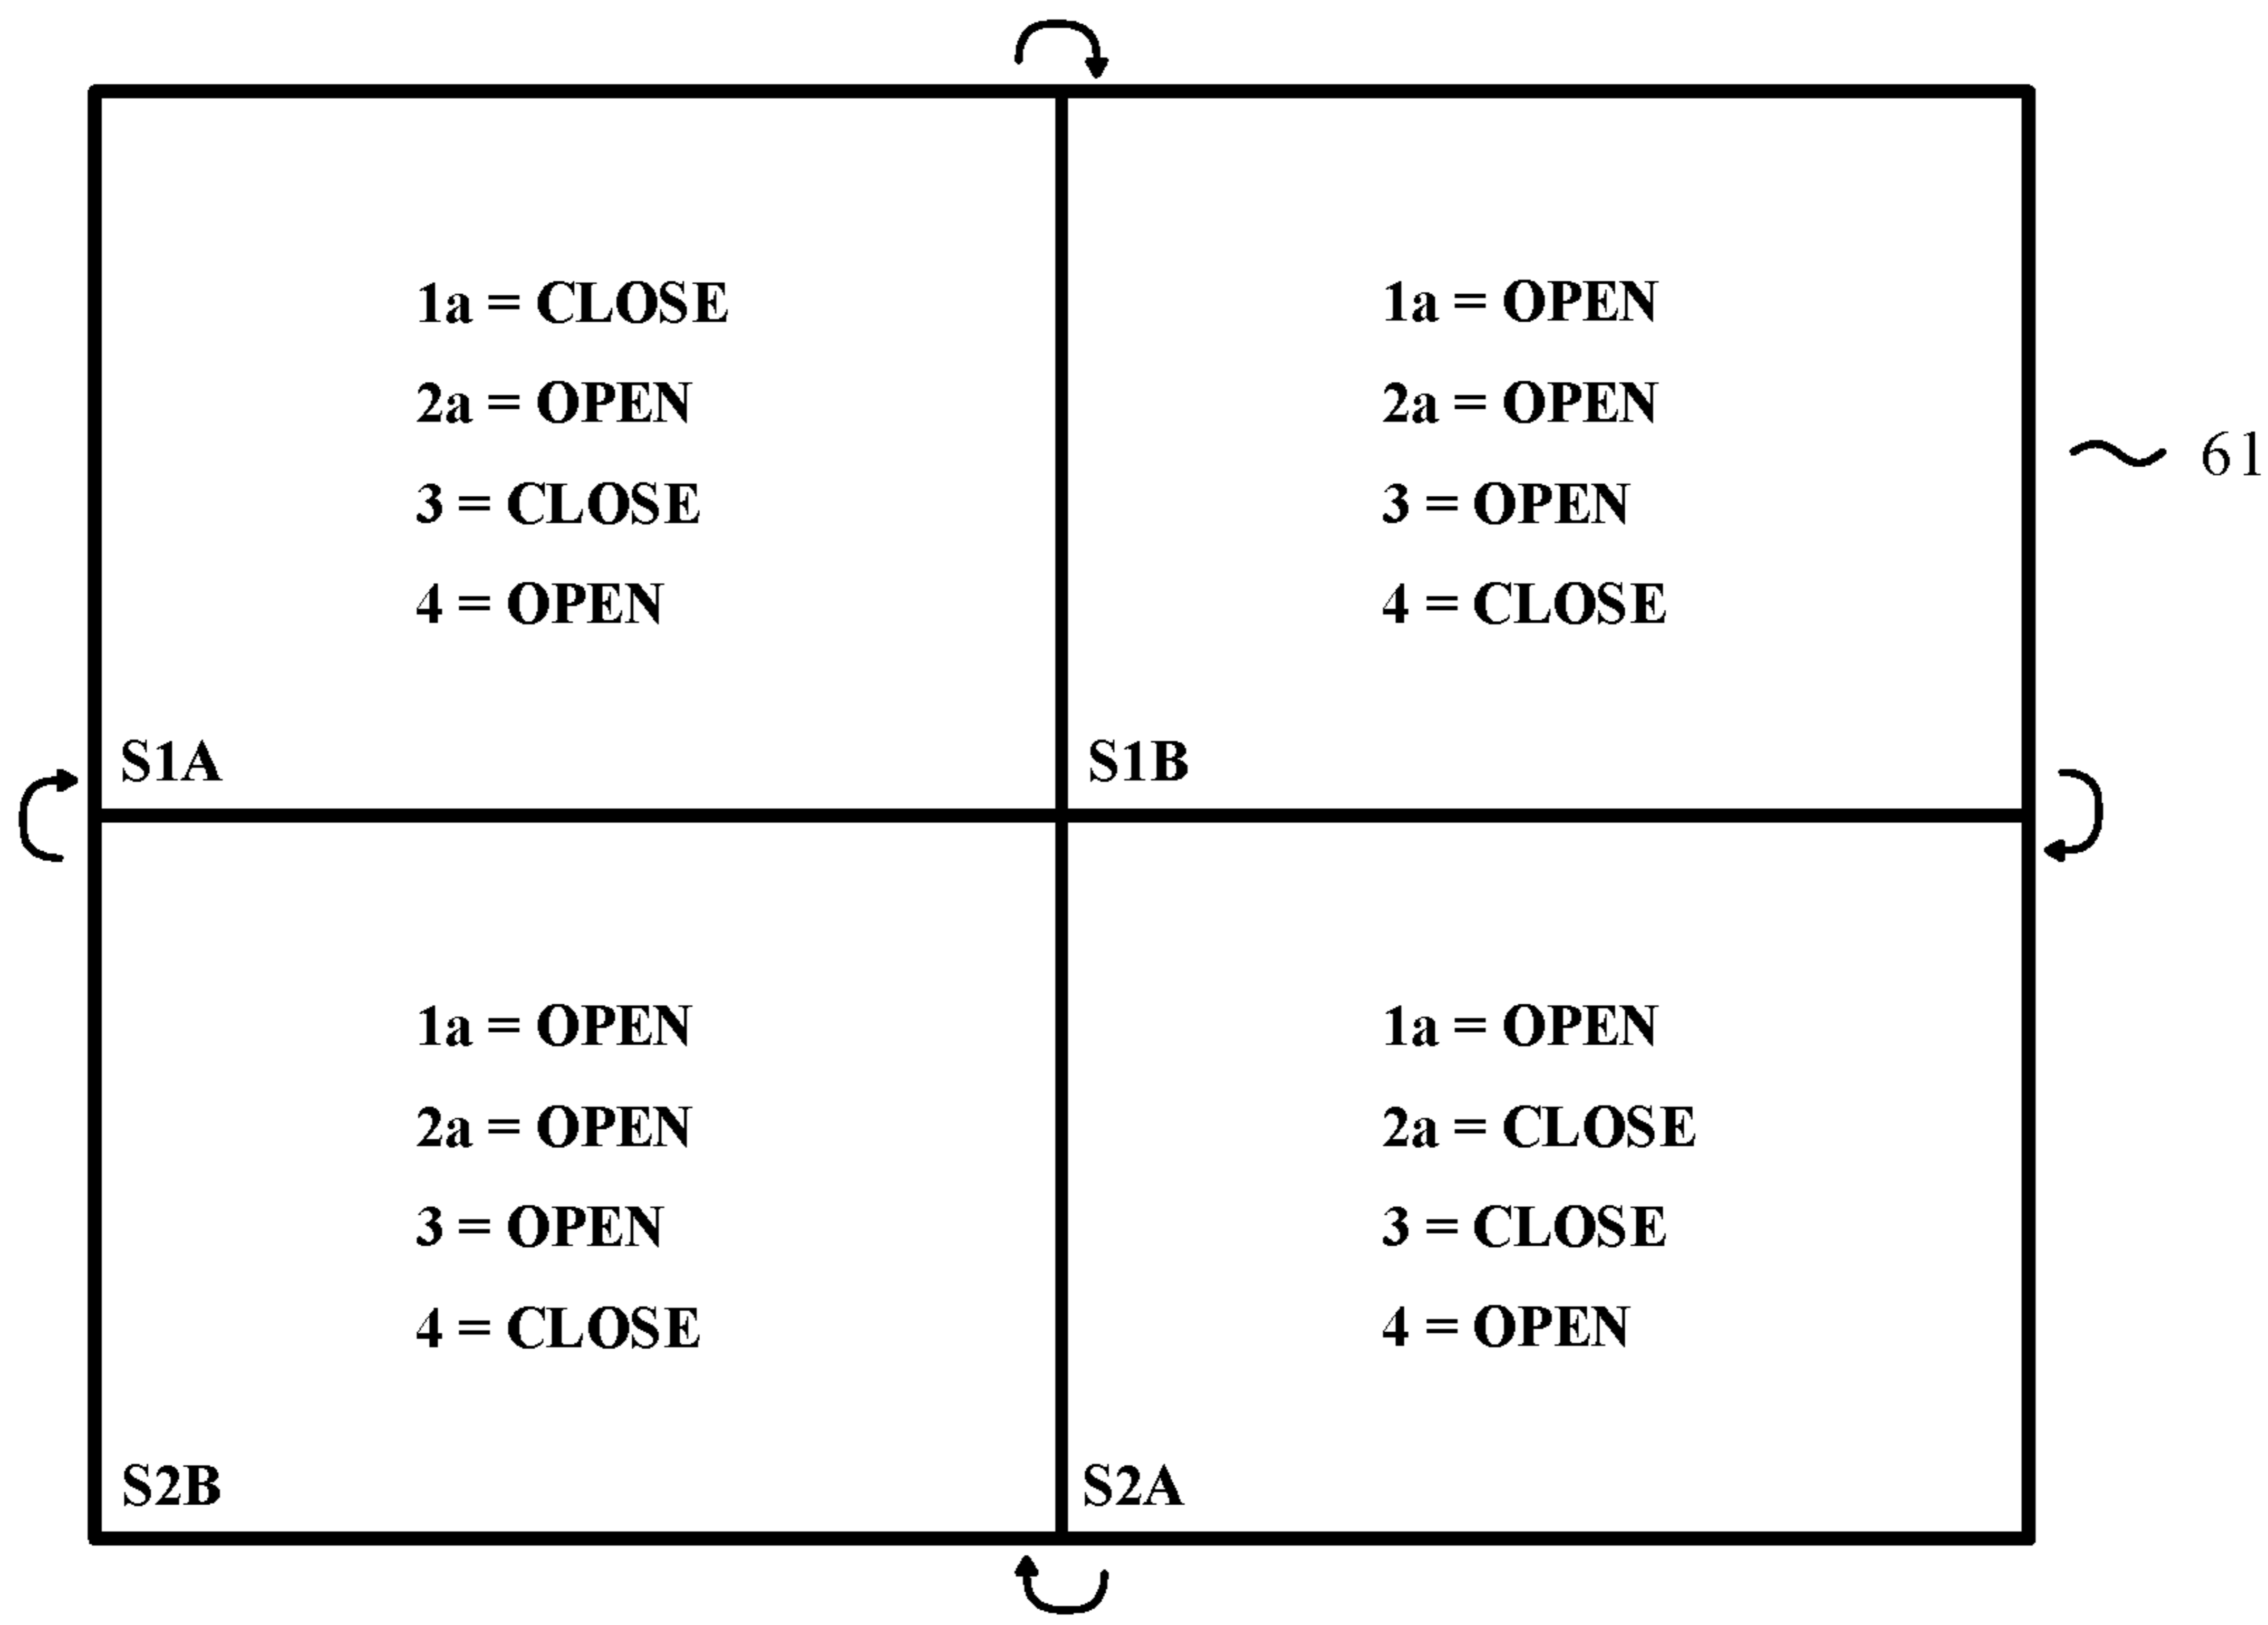 1a = CLOSE
2a = OPEN
3 = CLOSE
4 = OPEN
S1A
1a = OPEN
2a = OPEN
3 = OPEN
4 = CLOSE
S1B
61
1a = OPEN
2a = OPEN
3 = OPEN
4 = CLOSE
S2B
1a = OPEN
2a = CLOSE
3 = CLOSE
4 = OPEN
S2A